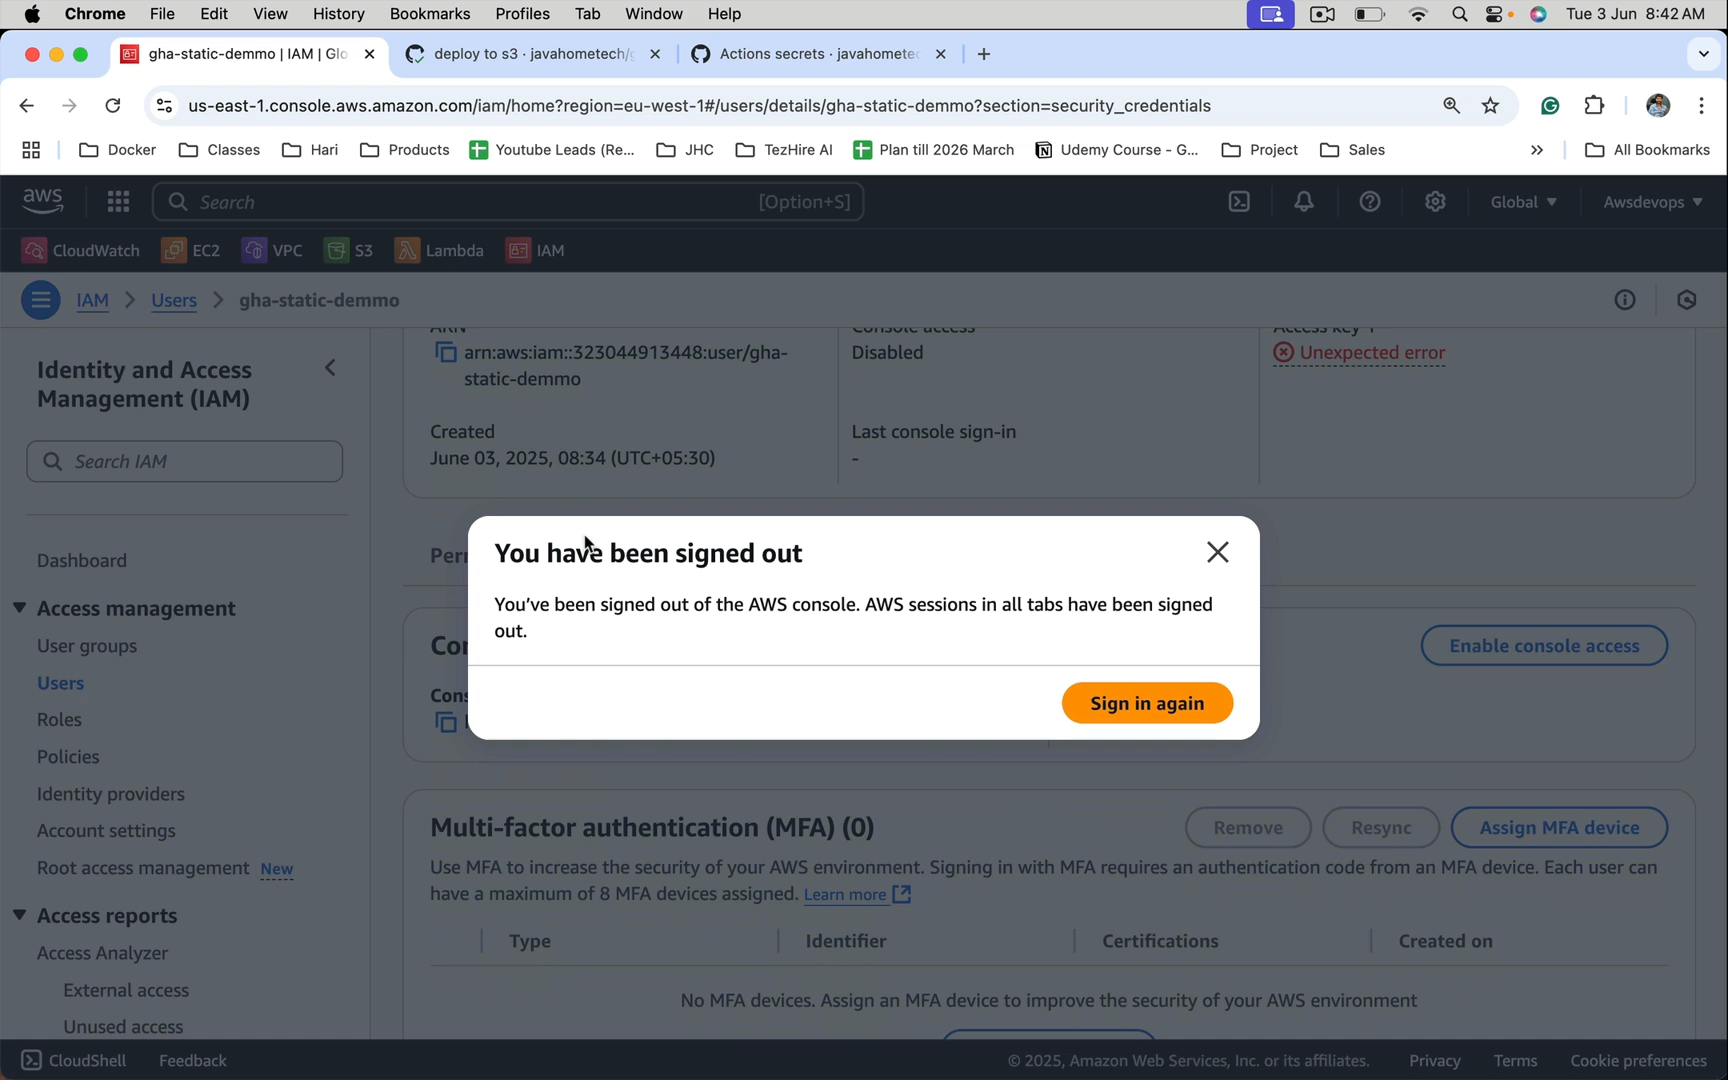 Chrome File Edit View History Bookmarks Profiles Tab Window Help Tue 3 Jun 8:42 AM
gha-static-demmo | IAM | Glo deploy to s3 · javahometech/ Actions secrets · javahometec
us-east-1.console.aws.amazon.com/iam/home?region=eu-west-1#/users/details/gha-static-demmo?section=security_credentials
Docker Classes Hari Products Youtube Leads (Re... JHC TezHire AI Plan till 2026 March Udemy Course - G... Project Sales » All Bookmarks
aws Search [Option+S] Global Awsdevops
CloudWatch EC2 VPC S3 Lambda IAM
IAM > Users > gha-static-demmo
Identity and Access
Management (IAM)
Search IAM
Dashboard
Access management
User groups
Users
Roles
Policies
Identity providers
Account settings
Root access management New
Access reports
Access Analyzer
External access
Unused access
ARN Console access Access key 1
arn:aws:iam::323044913448:user/gha-
static-demmo
Disabled
Unexpected error
Created
June 03, 2025, 08:34 (UTC+05:30)
Last console sign-in
-
You have been signed out
You've been signed out of the AWS console. AWS sessions in all tabs have been signed
out.
Sign in again
Enable console access
Multi-factor authentication (MFA) (0)
Remove Resync Assign MFA device
Use MFA to increase the security of your AWS environment. Signing in with MFA requires an authentication code from an MFA device. Each user can
have a maximum of 8 MFA devices assigned. Learn more
Type Identifier Certifications Created on
No MFA devices. Assign an MFA device to improve the security of your AWS environment
CloudShell Feedback © 2025, Amazon Web Services, Inc. or its affiliates. Privacy Terms Cookie preferences